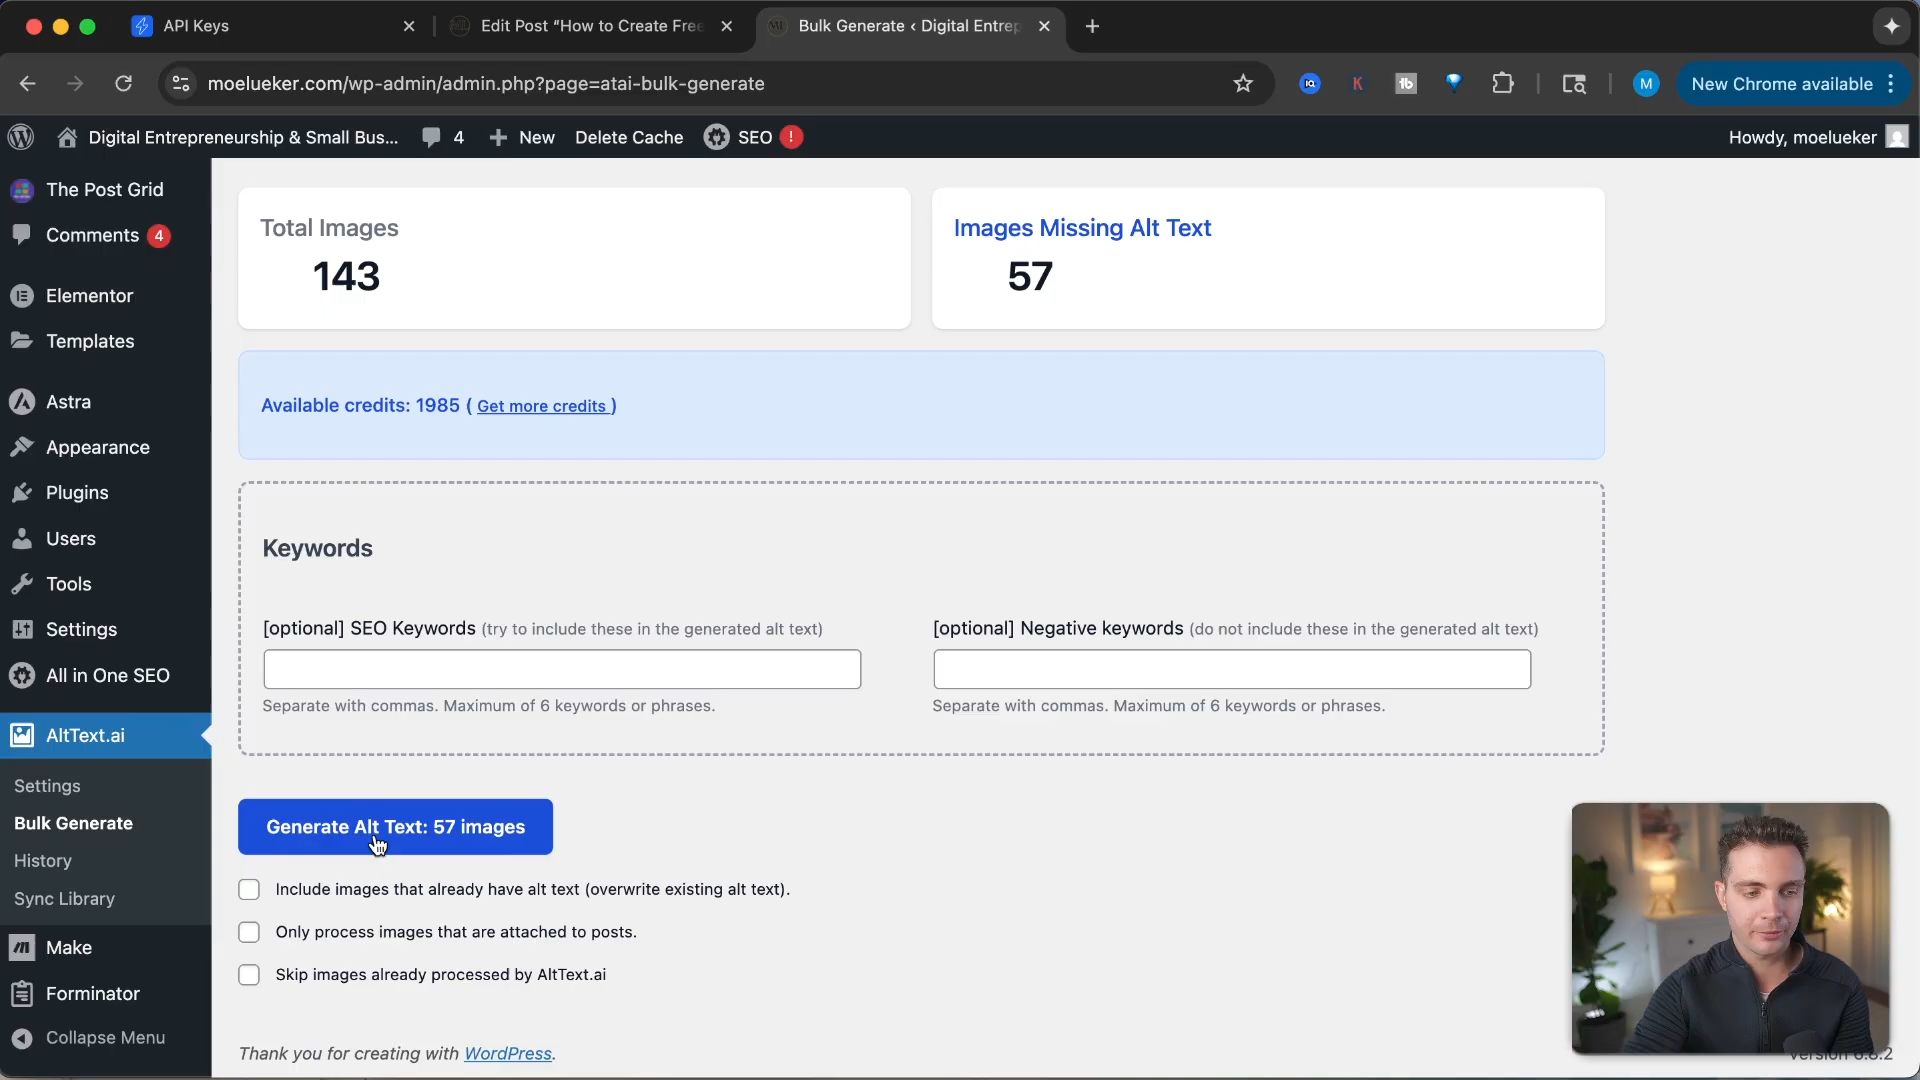 API Keys
Edit Post "How to Create Free
Bulk Generate ‹ Digital Entrep
moelueker.com/wp-admin/admin.php?page=atai-bulk-generate
K
tb
M
New Chrome available
Digital Entrepreneurship & Small Bus...
4
New
Delete Cache
SEO
!
Howdy, moelueker
The Post Grid
Comments 4
Elementor
Templates
Astra
Appearance
Plugins
Users
Tools
Settings
All in One SEO
AltText.ai
Settings
Bulk Generate
History
Sync Library
Make
Forminator
Collapse Menu
Total Images
143
Images Missing Alt Text
57
Available credits: 1985 ( Get more credits )
Keywords
[optional] SEO Keywords (try to include these in the generated alt text)
Separate with commas. Maximum of 6 keywords or phrases.
[optional] Negative keywords (do not include these in the generated alt text)
Separate with commas. Maximum of 6 keywords or phrases.
Generate Alt Text: 57 images
Include images that already have alt text (overwrite existing alt text).
Only process images that are attached to posts.
Skip images already processed by AltText.ai
Thank you for creating with WordPress.